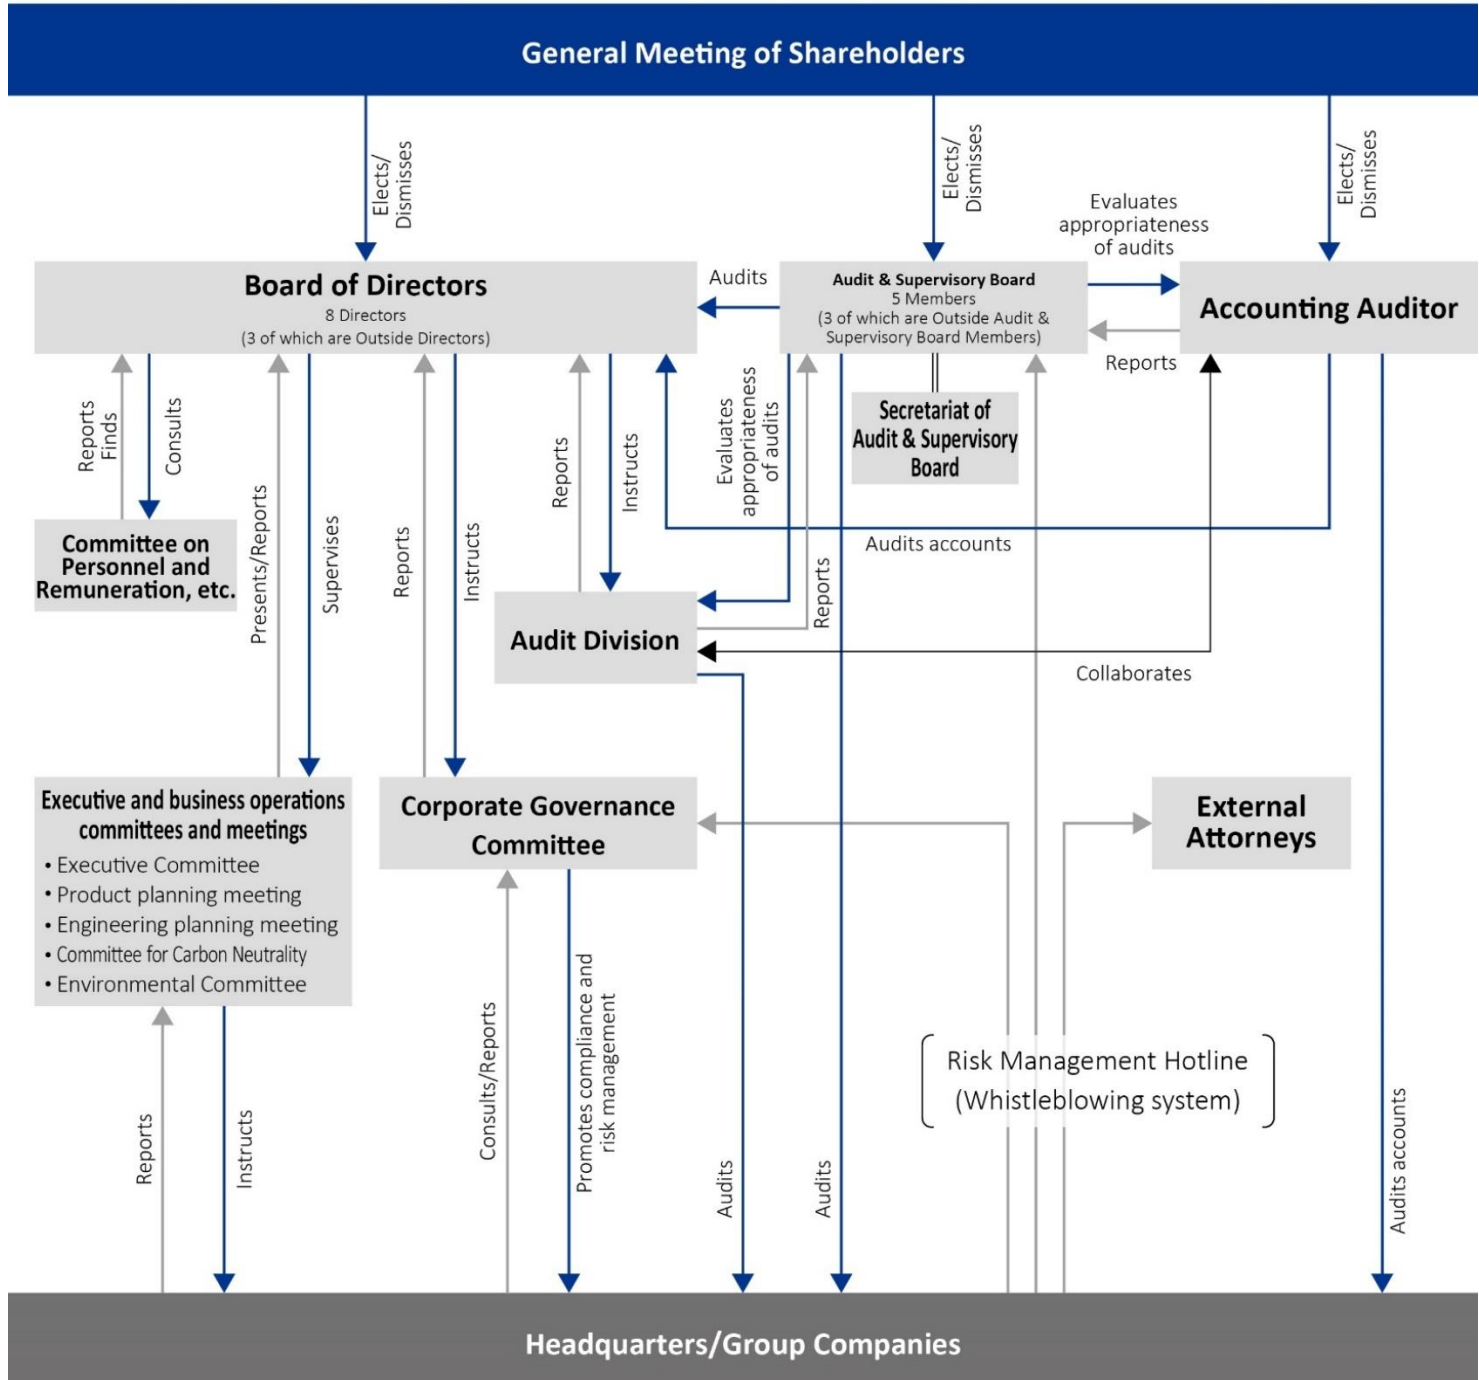 General Meeting of Shareholders
Elects/
Dismisses
Elects/
Dismisses
Elects/
Dismisses
Evaluates
appropriateness
of audits
Board of Directors
8 Directors
(3 of which are Outside Directors)
Audits
Audit & Supervisory Board
5 Members
(3 of which are Outside Audit &
Supervisory Board Members)
Accounting Auditor
Reports
Reports
Finds
Consults
Reports
Instructs
Evaluates
appropriateness
of audits
Secretariat of
Audit & Supervisory
Board
Audits accounts
Committee on
Personnel and
Remuneration, etc.
Presents/Reports
Supervises
Reports
Instructs
Audit Division
Reports
Collaborates
Executive and business operations
committees and meetings
• Executive Committee
• Product planning meeting
• Engineering planning meeting
• Committee for Carbon Neutrality
• Environmental Committee
Corporate Governance
Committee
External
Attorneys
Reports
Instructs
Consults/Reports
Promotes compliance and
risk management
Audits
Audits
Risk Management Hotline
(Whistleblowing system)
Audits accounts
Headquarters/Group Companies